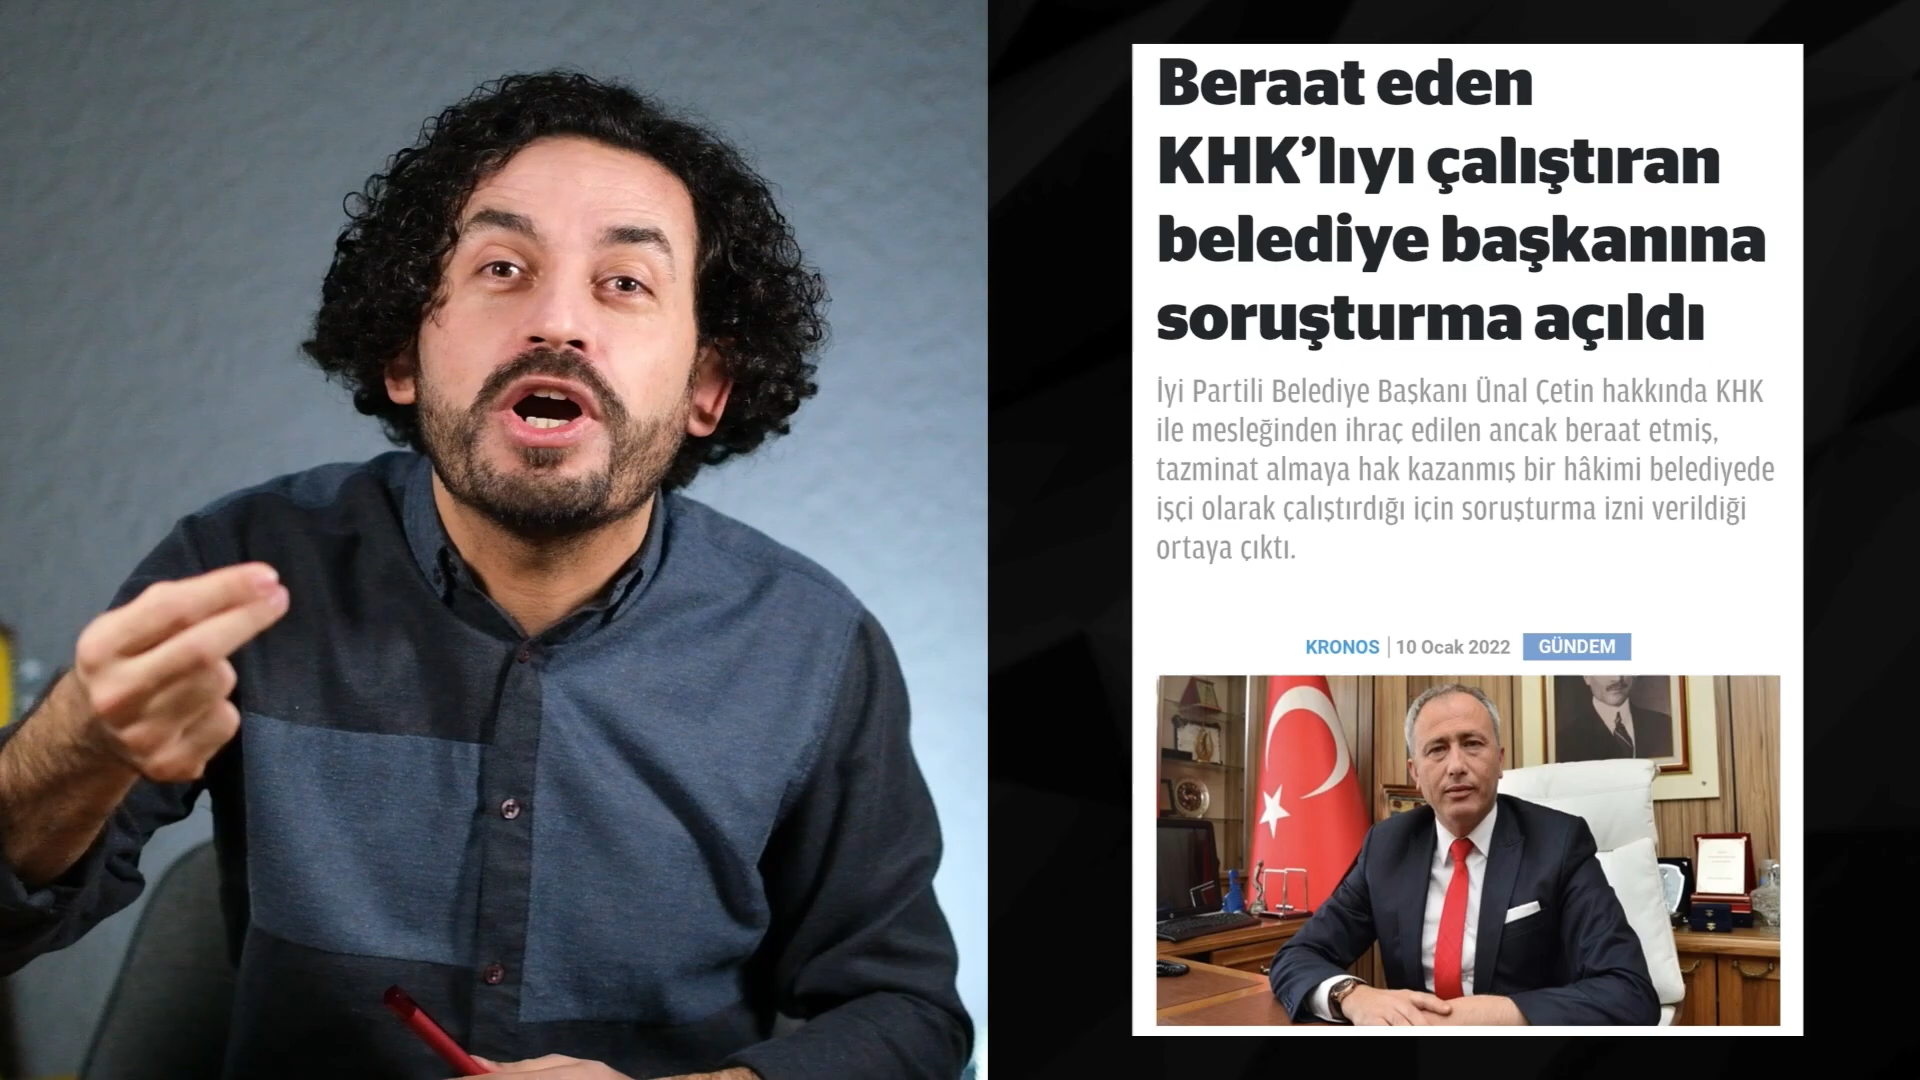 Beraat eden
KHK’lıyı çalıştıran
belediye başkanına
soruşturma açıldı
İyi Partili Belediye Başkanı Ünal Çetin hakkında KHK
ile mesleğinden ihraç edilen ancak beraat etmiş,
tazminat almaya hak kazanmış bir hâkimi belediyede
işçi olarak çalıştırdığı için soruşturma izni verildiği
ortaya çıktı.
KRONOS | 10 Ocak 2022 GÜNDEM